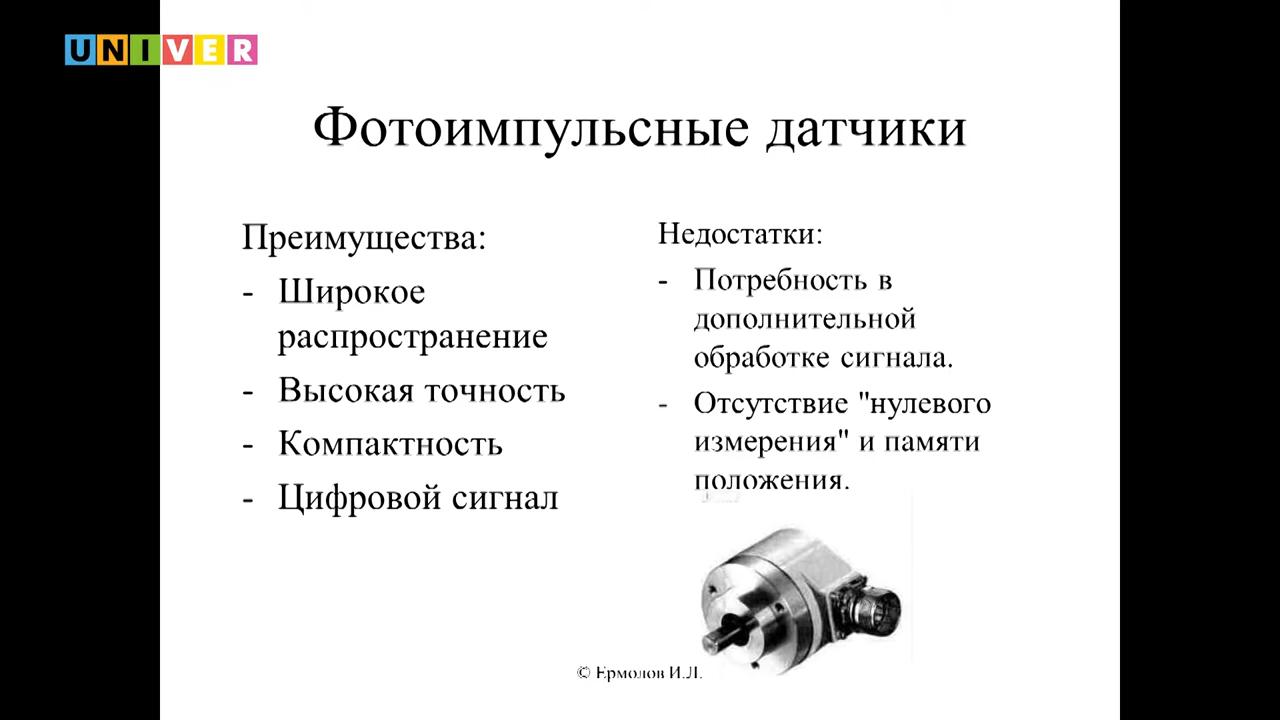 UNIVER
Фотоимпульсные датчики
Преимущества:
- Широкое
распространение
- Высокая точность
- Компактность
- Цифровой сигнал
Недостатки:
- Потребность в
дополнительной
обработке сигнала.
- Отсутствие "нулевого
измерения" и памяти
положения.
© Ермолов И.Л.